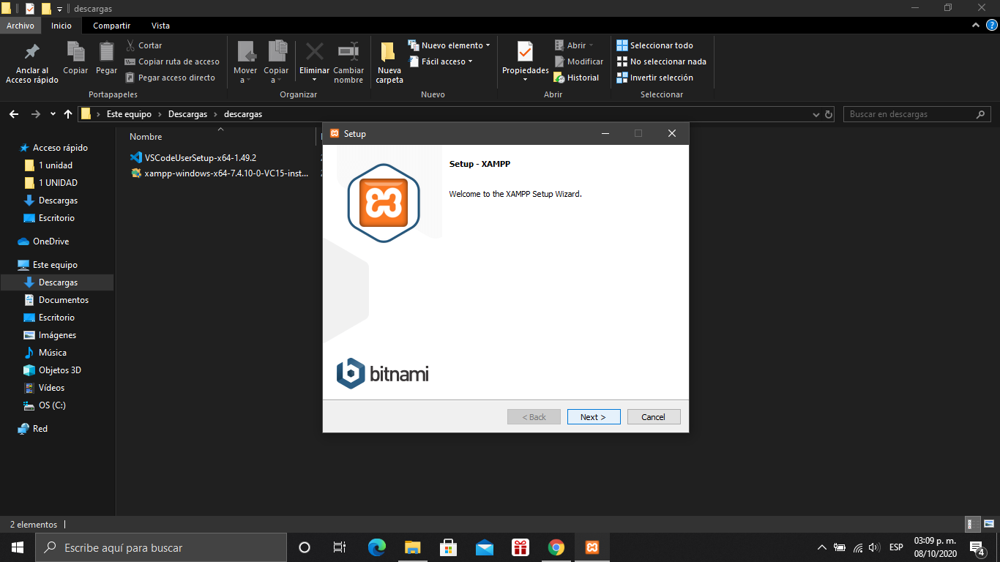 descargas
Archivo Inicio Compartir Vista
Anclar al Acceso rápido
Copiar
Pegar
Cortar
Copiar ruta de acceso
Pegar acceso directo
Portapapeles
Mover a
Copiar a
Eliminar
Cambiar nombre
Organizar
Nueva carpeta
Nuevo elemento
Fácil acceso
Nuevo
Propiedades
Abrir
Modificar
Historial
Abrir
Seleccionar todo
No seleccionar nada
Invertir selección
Seleccionar
Este equipo > Descargas > descargas
Buscar en descargas
Acceso rápido
1 unidad
1 UNIDAD
Descargas
Escritorio
OneDrive
Este equipo
Descargas
Documentos
Escritorio
Imágenes
Música
Objetos 3D
Vídeos
OS (C:)
Red
Nombre
VSCodeUserSetup-x64-1.49.2
xampp-windows-x64-7.4.10-0-VC15-inst...
Setup
Setup - XAMPP
Welcome to the XAMPP Setup Wizard.
bitnami
< Back Next > Cancel
2 elementos
Escribe aquí para buscar
ESP
03:09 p. m.
08/10/2020
4